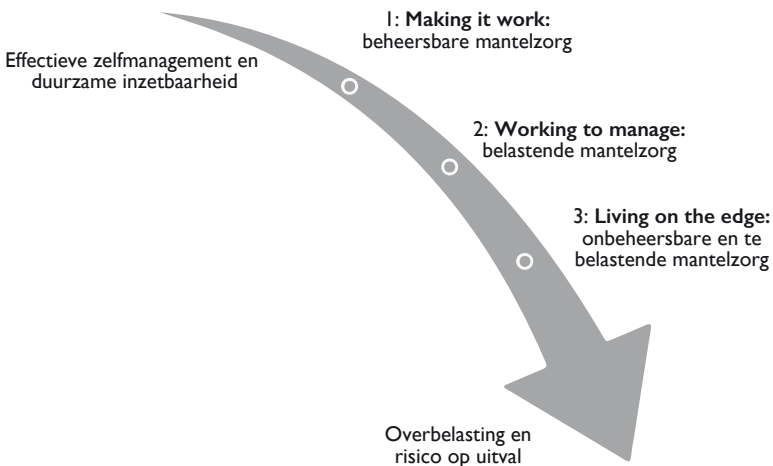 1: Making it work:
beheersbare mantelzorg
Effectieve zelfmanagement en
duurzame inzetbaarheid
2: Working to manage:
belastende mantelzorg
3: Living on the edge:
onbeheersbare en te
belastende mantelzorg
Overbelasting en
risico op uitval